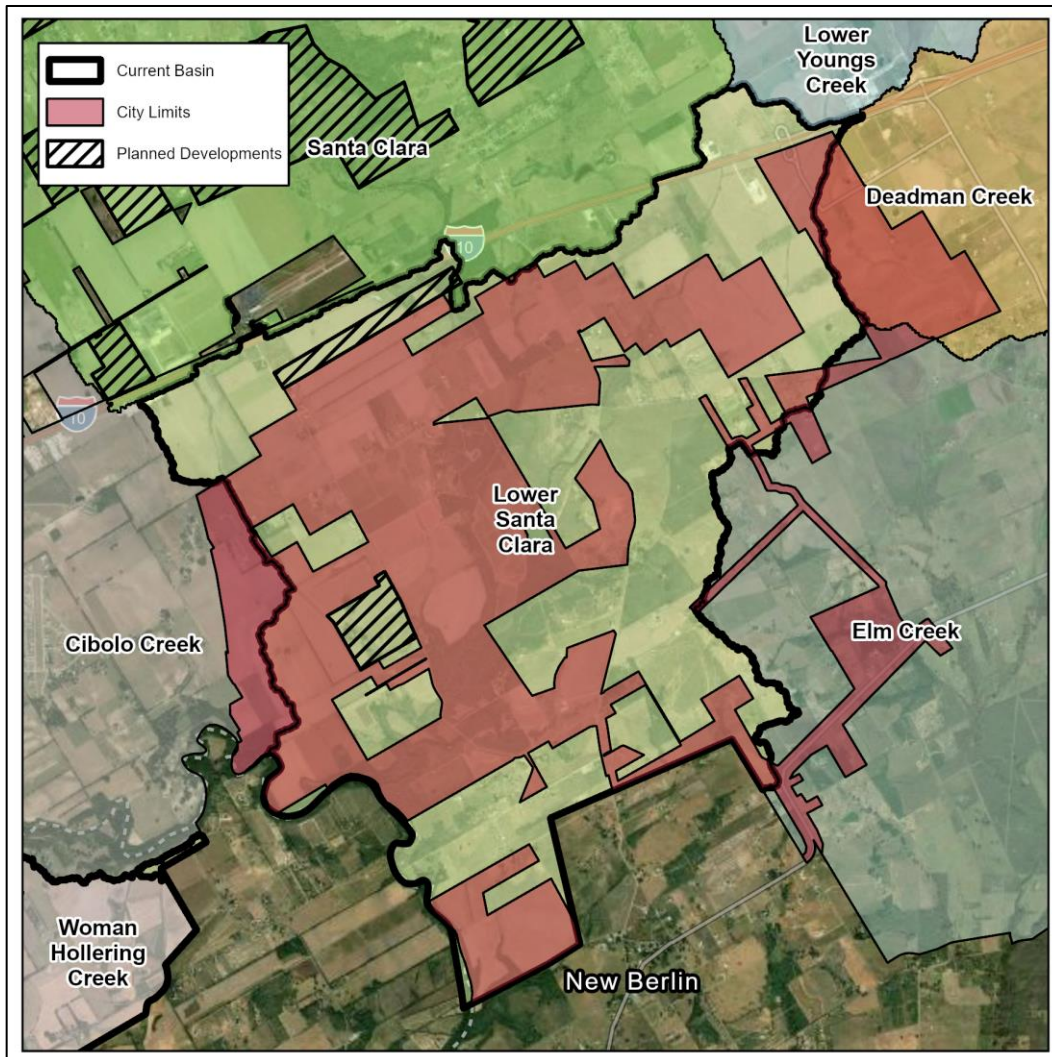 Current Basin
City Limits
Planned Developments
Lower
Youngs
Creek
Santa Clara
Deadman Creek
10
10
Lower
Santa
Clara
Cibolo Creek
Elm Creek
Woman
Hollering
Creek
New Berlin